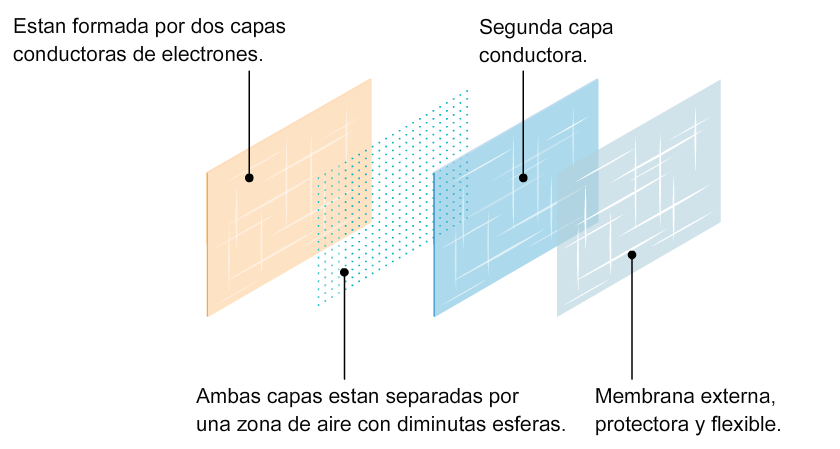 Estan formada por dos capas
conductoras de electrones.
Segunda capa
conductora.
Ambas capas estan separadas por
una zona de aire con diminutas esferas.
Membrana externa,
protectora y flexible.